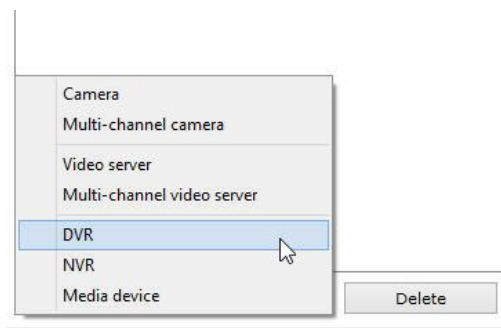 Camera
Multi-channel camera
Video server
Multi-channel video server
DVR
NVR
Media device
Delete